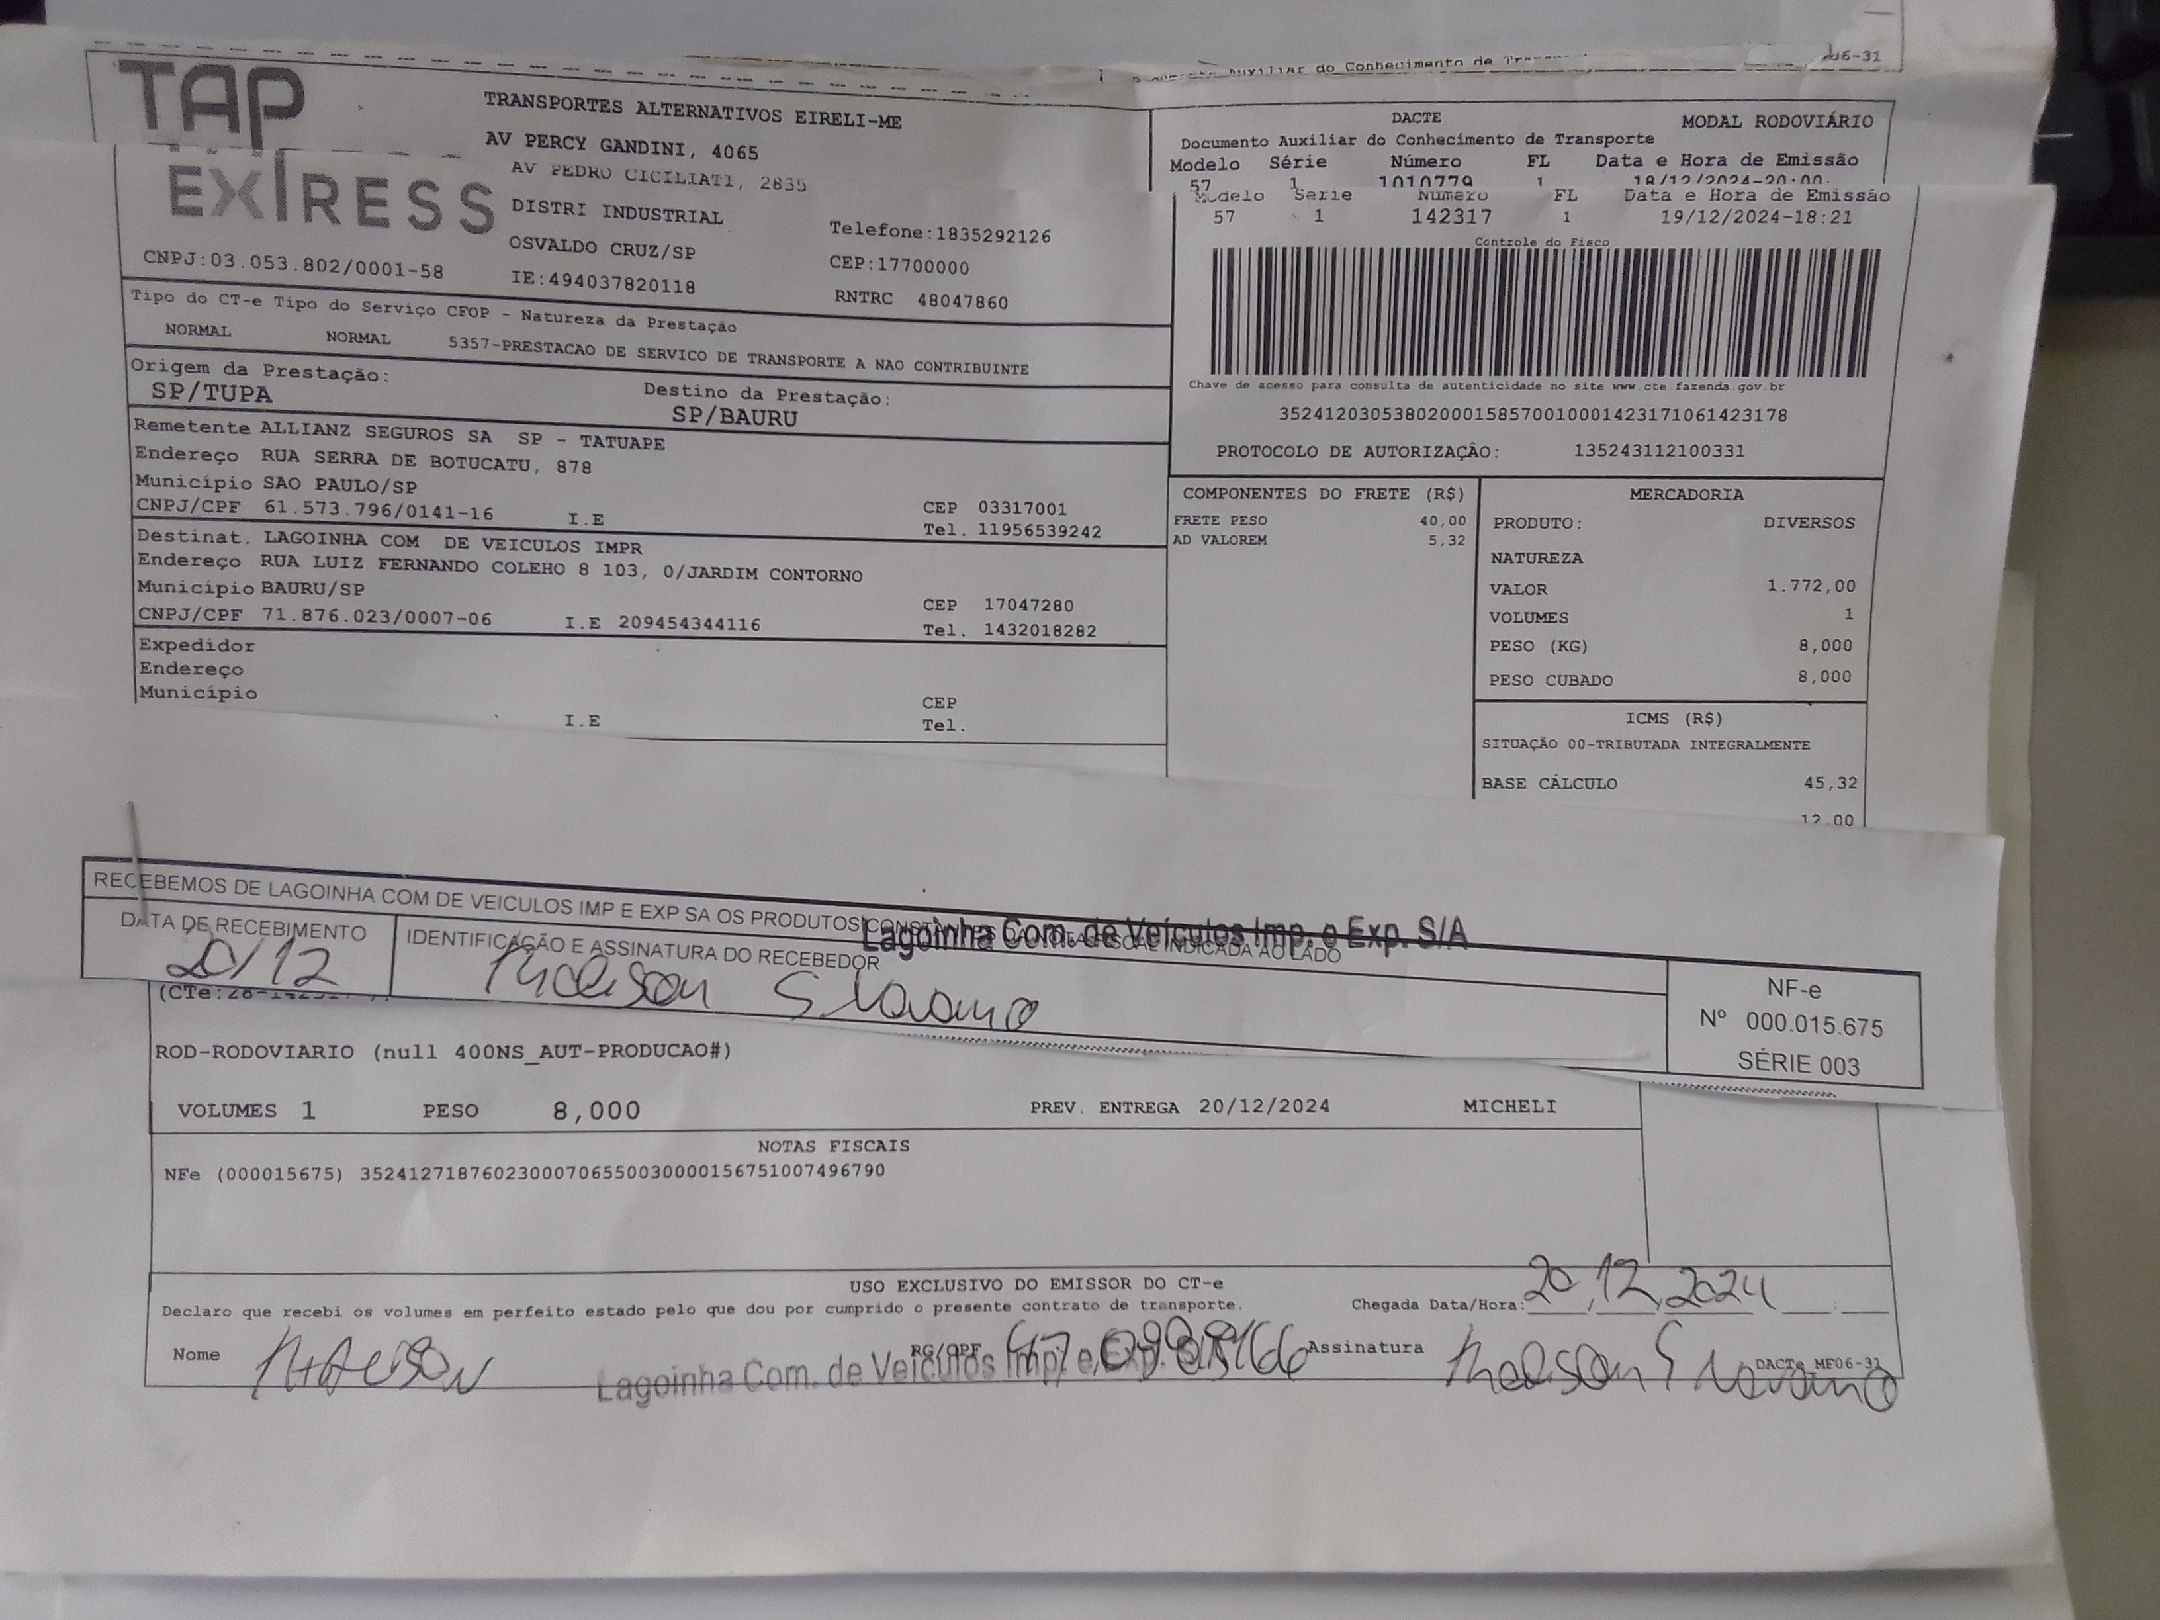 TAP
TRANSPORTES ALTERNATIVOS EIRELI-ME
AV PERCY GANDINI, 4065
AV PEDRO CICILIATI, 2835
DISTRI INDUSTRIAL
OSVALDO CRUZ/SP
Telefone:1835292126
CEP:17700000
CNPJ:03.053.802/0001-58
IE:494037820118
RNTRC 48047860
DACTE
MODAL RODOVIÁRIO
Documento Auxiliar do Conhecimento de Transporte
Modelo Série Número FL Data e Hora de Emissão
57 1 1010779 1 18/12/2024-20:00
Modelo Serie Número FL Data e Hora de Emissão
57 1 142317 1 19/12/2024-18:21
Controle do Fisco
Chave de acesso para consulta de autenticidade no site www.cte.fazenda.gov.br
35241203053802000158570010001423171061423178
PROTOCOLO DE AUTORIZAÇÃO: 135243112100331
Tipo do CT-e Tipo do Serviço CFOP - Natureza da Prestação
NORMAL NORMAL 5357-PRESTACAO DE SERVICO DE TRANSPORTE A NAO CONTRIBUINTE
Origem da Prestação: Destino da Prestação:
SP/TUPA SP/BAURU
Remetente ALLIANZ SEGUROS SA SP - TATUAPE
Endereço RUA SERRA DE BOTUCATU, 878
Município SAO PAULO/SP CEP 03317001
CNPJ/CPF 61.573.796/0141-16 I.E Tel. 11956539242
Destinat. LAGOINHA COM DE VEICULOS IMPR
Endereço RUA LUIZ FERNANDO COLEHO 8 103, 0/JARDIM CONTORNO
Município BAURU/SP CEP 17047280
CNPJ/CPF 71.876.023/0007-06 I.E 209454344116 Tel. 1432018282
Expedidor
Endereço
Município CEP
I.E Tel.
COMPONENTES DO FRETE (R$)
FRETE PESO 40,00
AD VALOREM 5,32
MERCADORIA
PRODUTO: DIVERSOS
NATUREZA
VALOR 1.772,00
VOLUMES 1
PESO (KG) 8,000
PESO CUBADO 8,000
ICMS (R$)
SITUAÇÃO 00-TRIBUTADA INTEGRALMENTE
BASE CÁLCULO 45,32
12,00
RECEBEMOS DE LAGOINHA COM DE VEICULOS IMP E EXP SA OS PRODUTOS CONSTANTES DA NOTA FISCAL INDICADA AO LADO
Lagoinha Com. de Veículos Imp. e Exp. S/A
DATA DE RECEBIMENTO IDENTIFICAÇÃO E ASSINATURA DO RECEBEDOR
20/12
NF-e
Nº 000.015.675
SÉRIE 003
ROD-RODOVIARIO (null 400NS_AUT-PRODUCAO#)
VOLUMES 1 PESO 8,000 PREV. ENTREGA 20/12/2024 MICHELI
NOTAS FISCAIS
NFe (000015675) 35241271876023000706550030000156751007496790
USO EXCLUSIVO DO EMISSOR DO CT-e
Declaro que recebi os volumes em perfeito estado pelo que dou por cumprido o presente contrato de transporte. Chegada Data/Hora: 20/12/2024
Nome RG/CPF Assinatura
Lagoinha Com. de Veículos Imp. e Exp. S/A
DACTe MF06-31